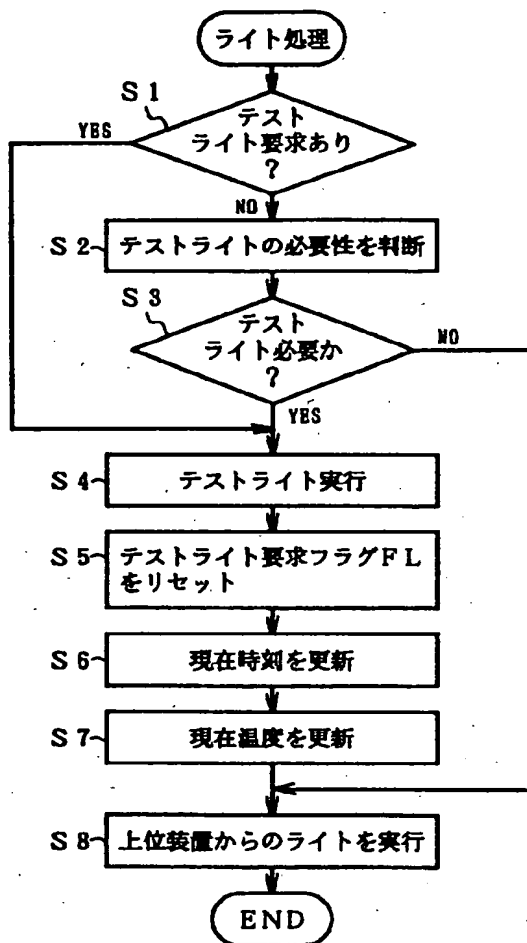 ライト処理
S1
YES
テスト
ライト要求あり
?
NO
S2
テストライトの必要性を判断
S3
テスト
ライト必要か
?
NO
YES
S4
テストライト実行
S5
テストライト要求フラグFL
をリセット
S6
現在時刻を更新
S7
現在温度を更新
S8
上位装置からのライトを実行
END